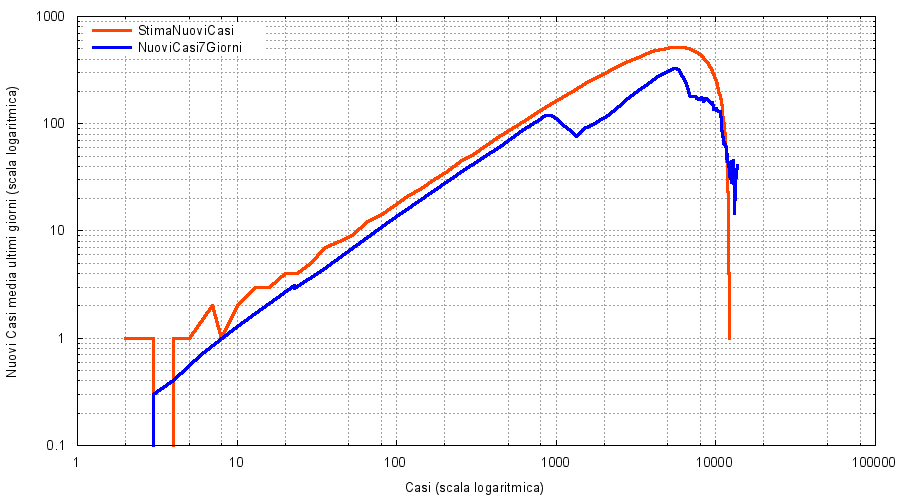 1000
StimaNuoviCasi
NuoviCasi7Giorni
100
10
1
0.1
Nuovi Casi media ultimi giorni (scala logaritmica)
1 10 100 1000 10000 100000
Casi (scala logaritmica)